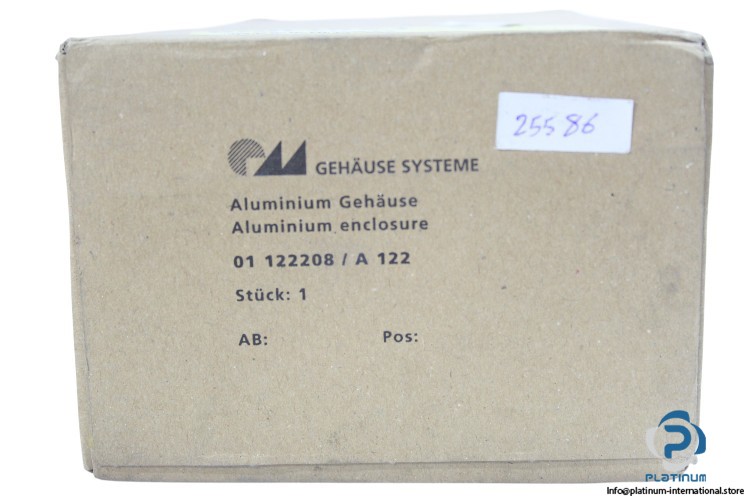 25586
GEHÄUSE SYSTEME
Aluminium Gehäuse
Aluminium enclosure
01 122208 / A 122
Stück: 1
AB: Pos:
PLATINUM
Info@platinum-international.store